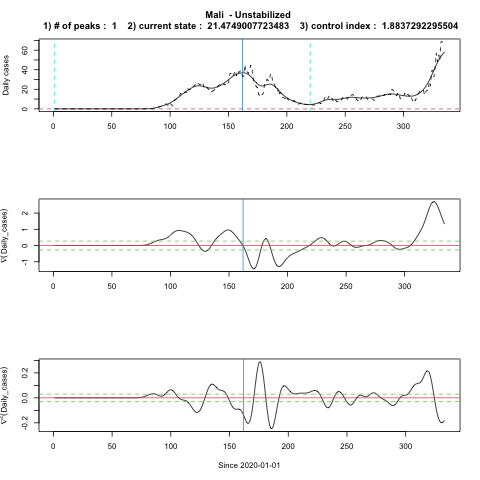 Mali - Unstabilized
1) # of peaks : 1 2) current state : 21.4749007723483 3) control index : 1.8837292295504
Daily cases
0 20 40 60
0 50 100 150 200 250 300
∇(Daily_cases)
-1 0 1 2
0 50 100 150 200 250 300
∇²(Daily_cases)
-0.2 0.0 0.2
0 50 100 150 200 250 300
Since 2020-01-01